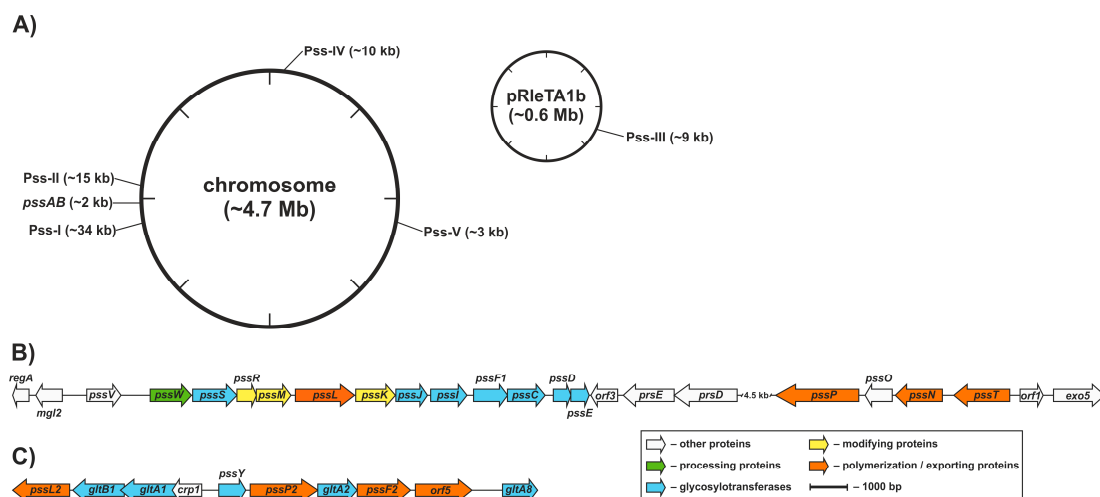 A)
Pss-IV (~10 kb)
pRleTA1b
(~0.6 Mb)
Pss-III (~9 kb)
Pss-II (~15 kb)
pssAB (~2 kb)
Pss-I (~34 kb)
chromosome
(~4.7 Mb)
Pss-V (~3 kb)
B)
regA
mgl2
pssV
pssW
pssS
pssR
pssM
pssL
pssK
pssJ
pssI
pssF1
pssC
pssD
pssE
orf3
prsE
prsD
4.5 kb
pssP
pssO
pssN
pssT
orf1
exo5
C)
pssL2
gltB1
gltA1
crp1
pssY
pssP2
gltA2
pssF2
orf5
gltA8
– other proteins
– processing proteins
– glycosylotransferases
– modifying proteins
– polymerization / exporting proteins
– 1000 bp